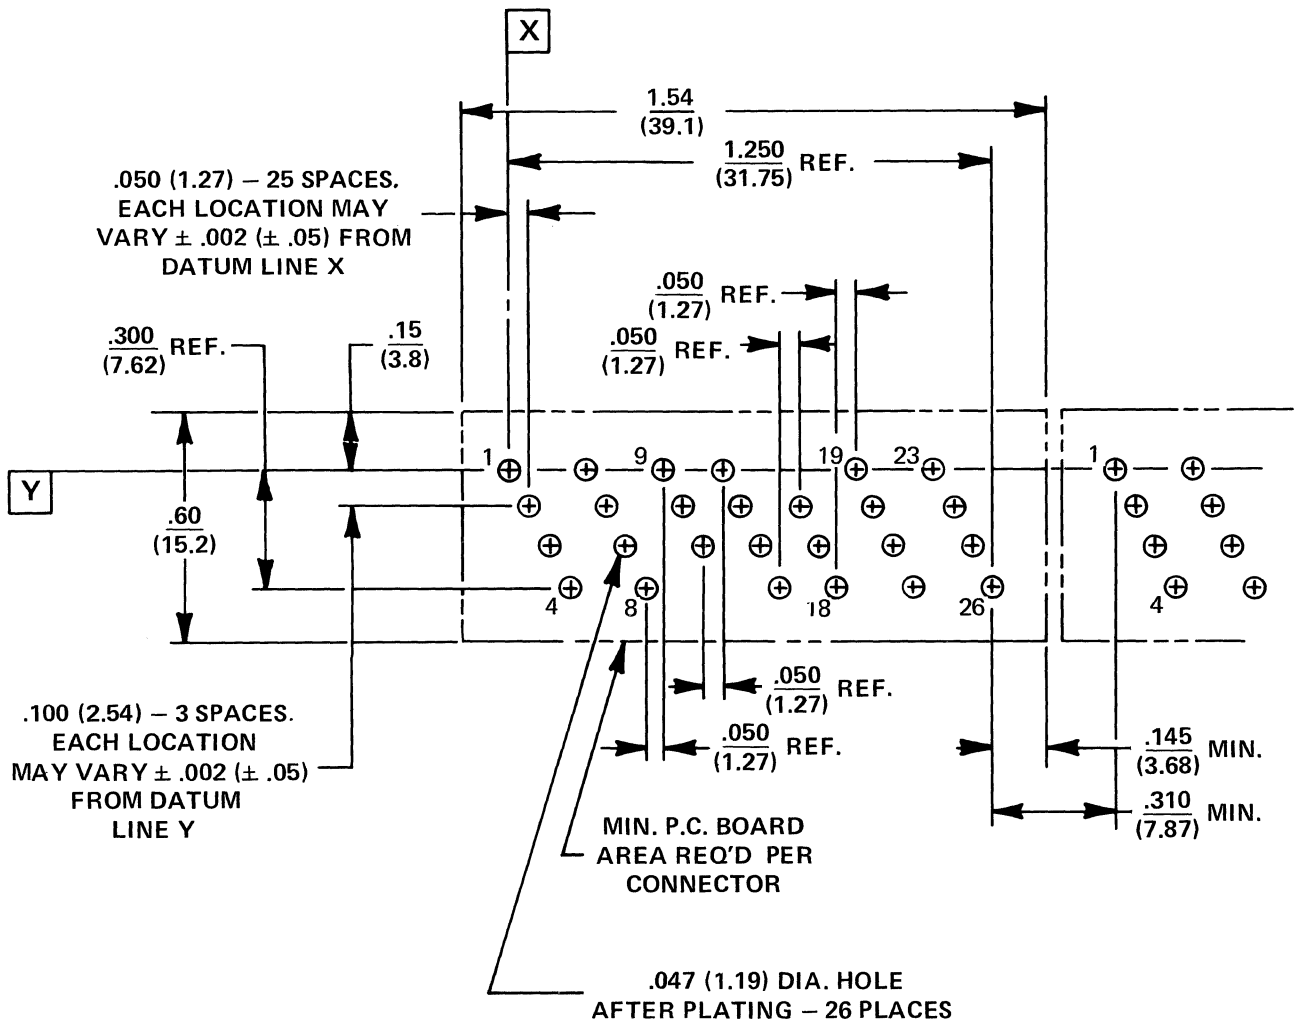 X
1.54
(39.1)
1.250
(31.75) REF.
.050 (1.27) – 25 SPACES.
EACH LOCATION MAY
VARY ± .002 (± .05) FROM
DATUM LINE X
.050
(1.27) REF.
.050
(1.27) REF.
.300
(7.62) REF.
.15
(3.8)
1 9 19 23 1
Y
.60
(15.2)
4 8 18 26 4
.050
(1.27) REF.
.050
(1.27) REF.
.145
(3.68) MIN.
.310
(7.87) MIN.
.100 (2.54) – 3 SPACES.
EACH LOCATION
MAY VARY ± .002 (± .05)
FROM DATUM
LINE Y
MIN. P.C. BOARD
AREA REQ'D PER
CONNECTOR
.047 (1.19) DIA. HOLE
AFTER PLATING – 26 PLACES